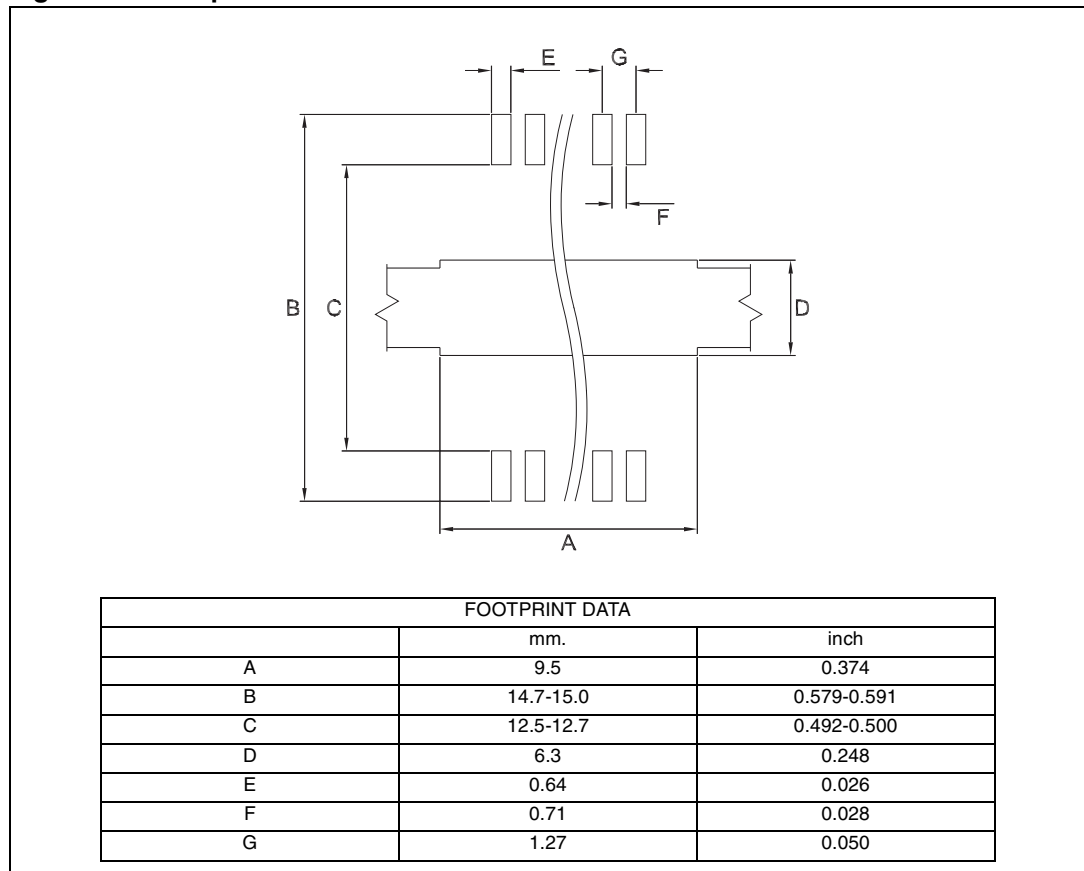 E
G
F
B
C
D
A
FOOTPRINT DATA
mm. inch
A 9.5 0.374
B 14.7-15.0 0.579-0.591
C 12.5-12.7 0.492-0.500
D 6.3 0.248
E 0.64 0.026
F 0.71 0.028
G 1.27 0.050